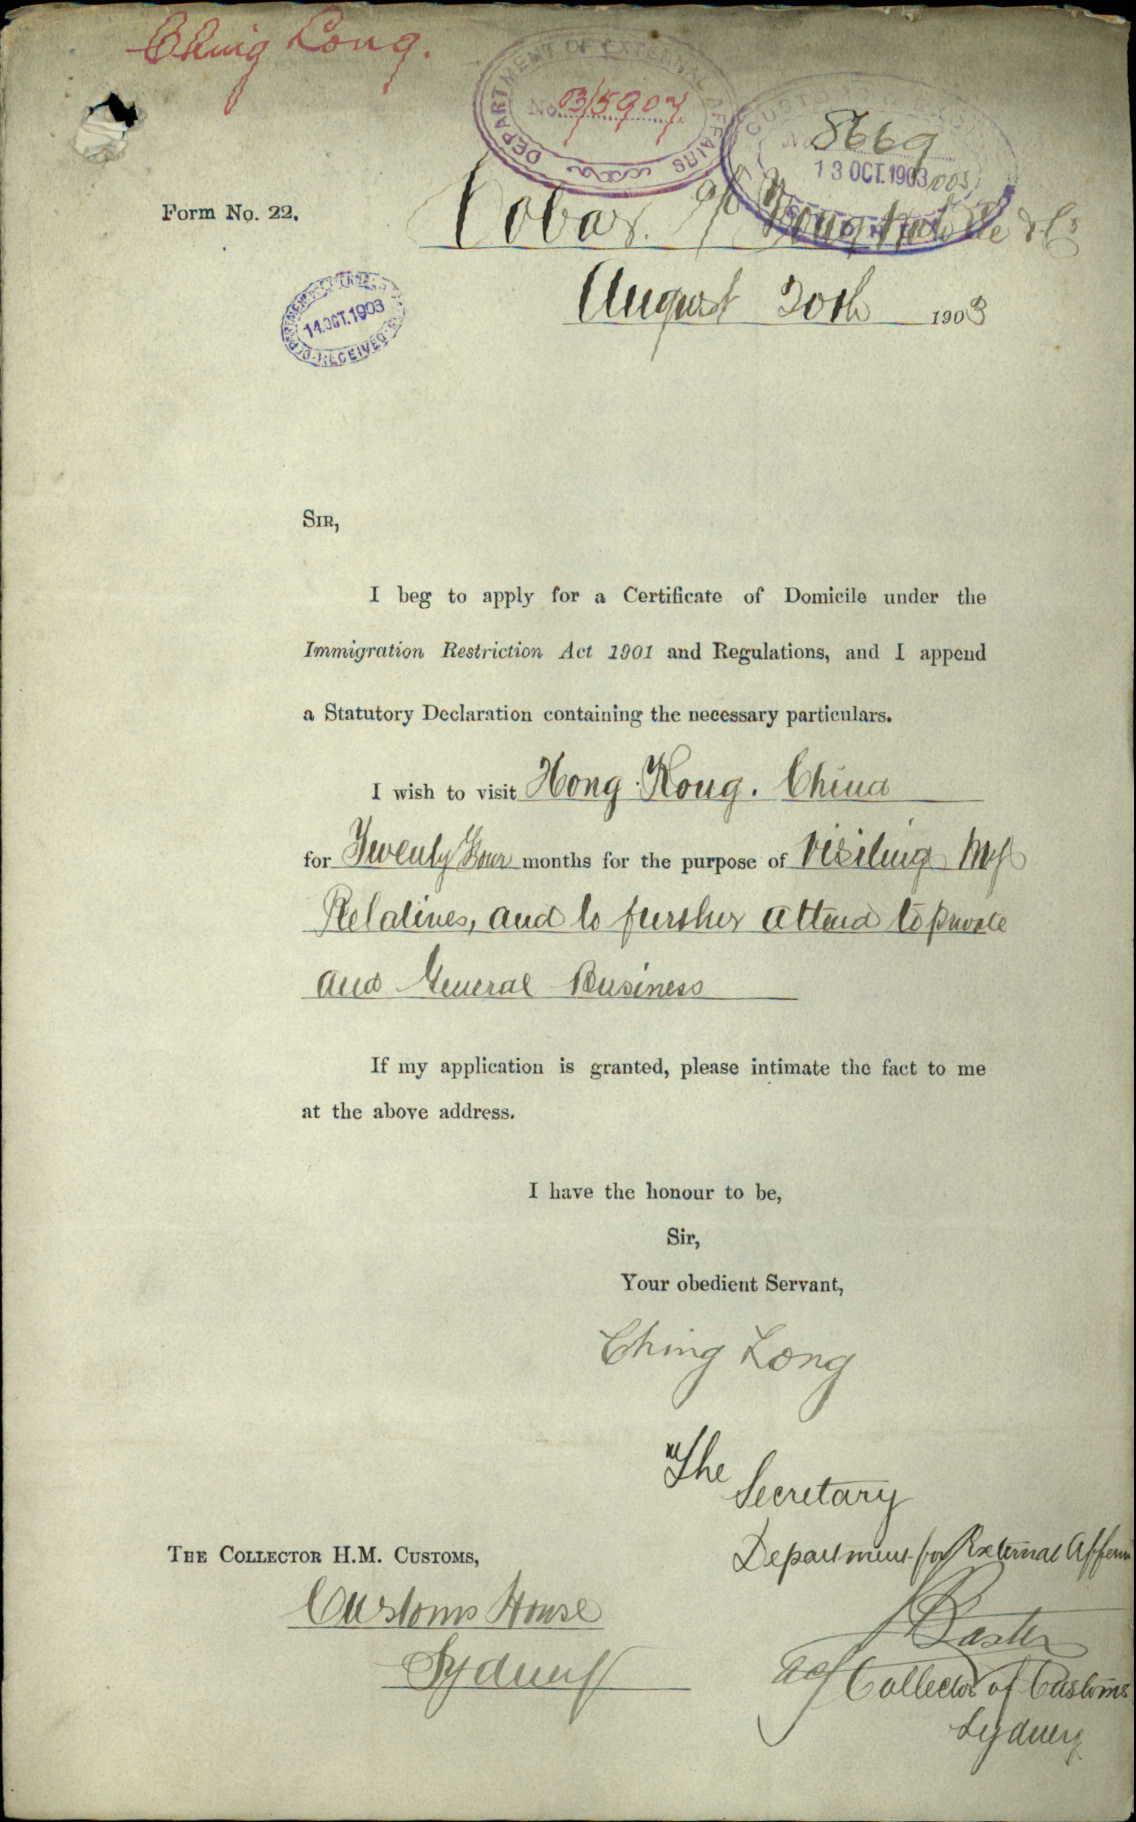 Ching Long.
DEPARTMENT OF EXTERNAL AFFAIRS
No. 03/5907
8669
13 OCT.1903
Form No. 22.
Cobar. c/o & Co
August 20th 1903
14.OCT.1903
RECEIVED
SIR,
I beg to apply for a Certificate of Domicile under the
Immigration Restriction Act 1901 and Regulations, and I append
a Statutory Declaration containing the necessary particulars.
I wish to visit Hong Kong. China
for Twenty Four months for the purpose of Visiting My
Relatives, and to further attend to private
and General Business
If my application is granted, please intimate the fact to me
at the above address.
I have the honour to be,
Sir,
Your obedient Servant,
Ching Long
The
Secretary
THE COLLECTOR H.M. CUSTOMS,
Department for External Affairs
Customs House
Baxter
Sydney
Collector of Customs
Sydney